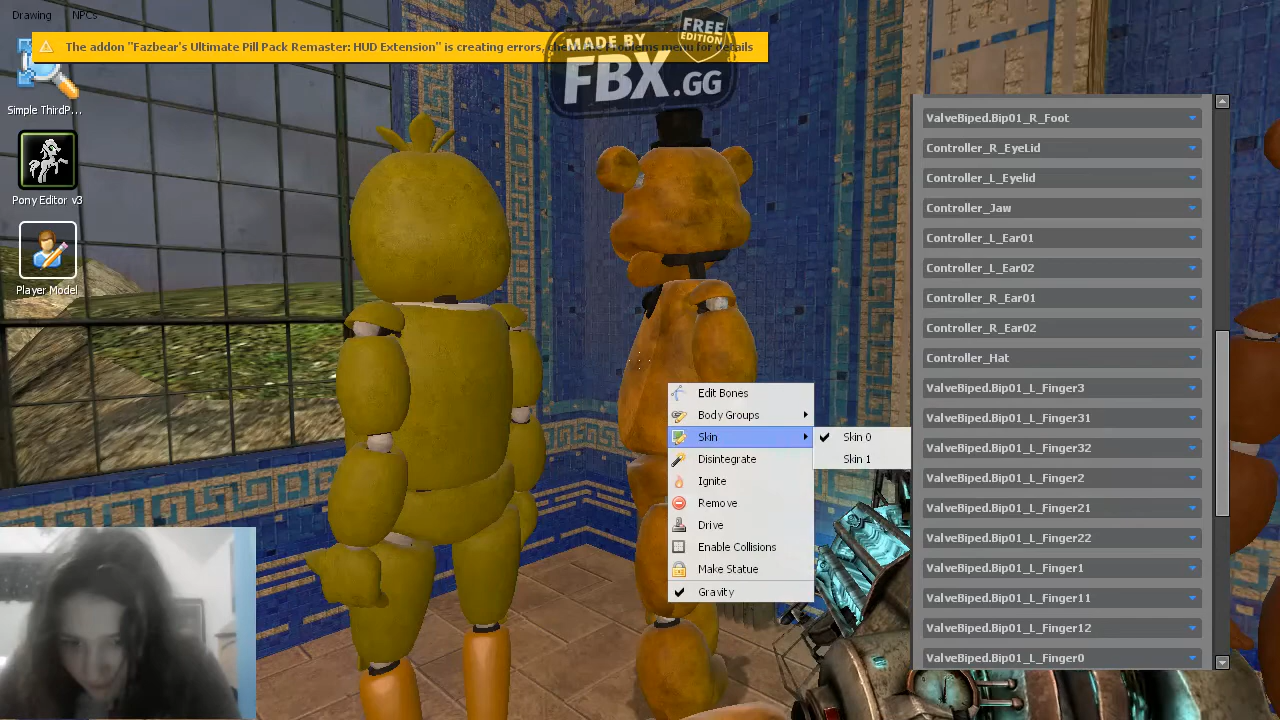 Drawing NPCs
The addon "Fazbear's Ultimate Pill Pack Remaster: HUD Extension" is creating errors, details
MADE BY
FREE
EDITION
FBX.GG
Simple ThirdP...
Pony Editor v3
Player Model
Edit Bones
Body Groups
Skin
Disintegrate
Ignite
Remove
Drive
Enable Collisions
Make Statue
Gravity
Skin 0
Skin 1
ValveBiped.Bip01_R_Foot
Controller_R_EyeLid
Controller_L_Eyelid
Controller_Jaw
Controller_L_Ear01
Controller_L_Ear02
Controller_R_Ear01
Controller_R_Ear02
Controller_Hat
ValveBiped.Bip01_L_Finger3
ValveBiped.Bip01_L_Finger31
ValveBiped.Bip01_L_Finger32
ValveBiped.Bip01_L_Finger2
ValveBiped.Bip01_L_Finger21
ValveBiped.Bip01_L_Finger22
ValveBiped.Bip01_L_Finger1
ValveBiped.Bip01_L_Finger11
ValveBiped.Bip01_L_Finger12
ValveBiped.Bip01_L_Finger0